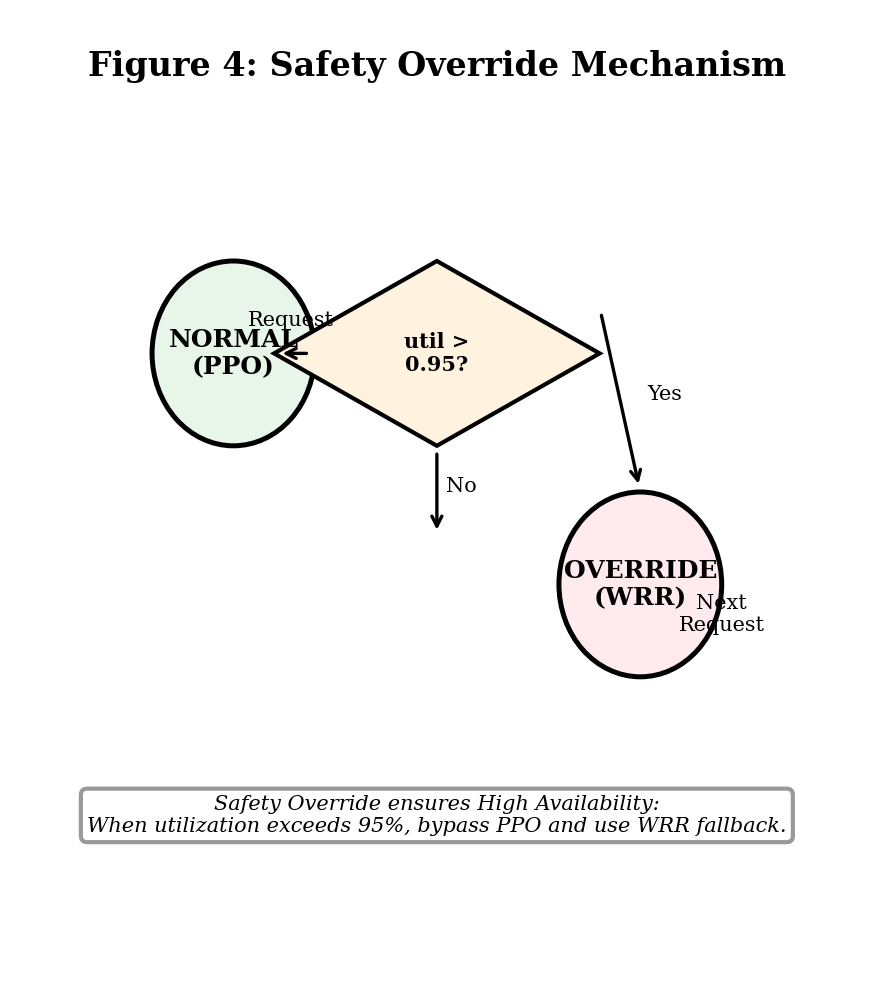 Figure 4: Safety Override Mechanism
Request
NORMAL
(PPO)
util >
0.95?
Yes
No
OVERRIDE
(WRR)
Next
Request
Safety Override ensures High Availability:
When utilization exceeds 95%, bypass PPO and use WRR fallback.